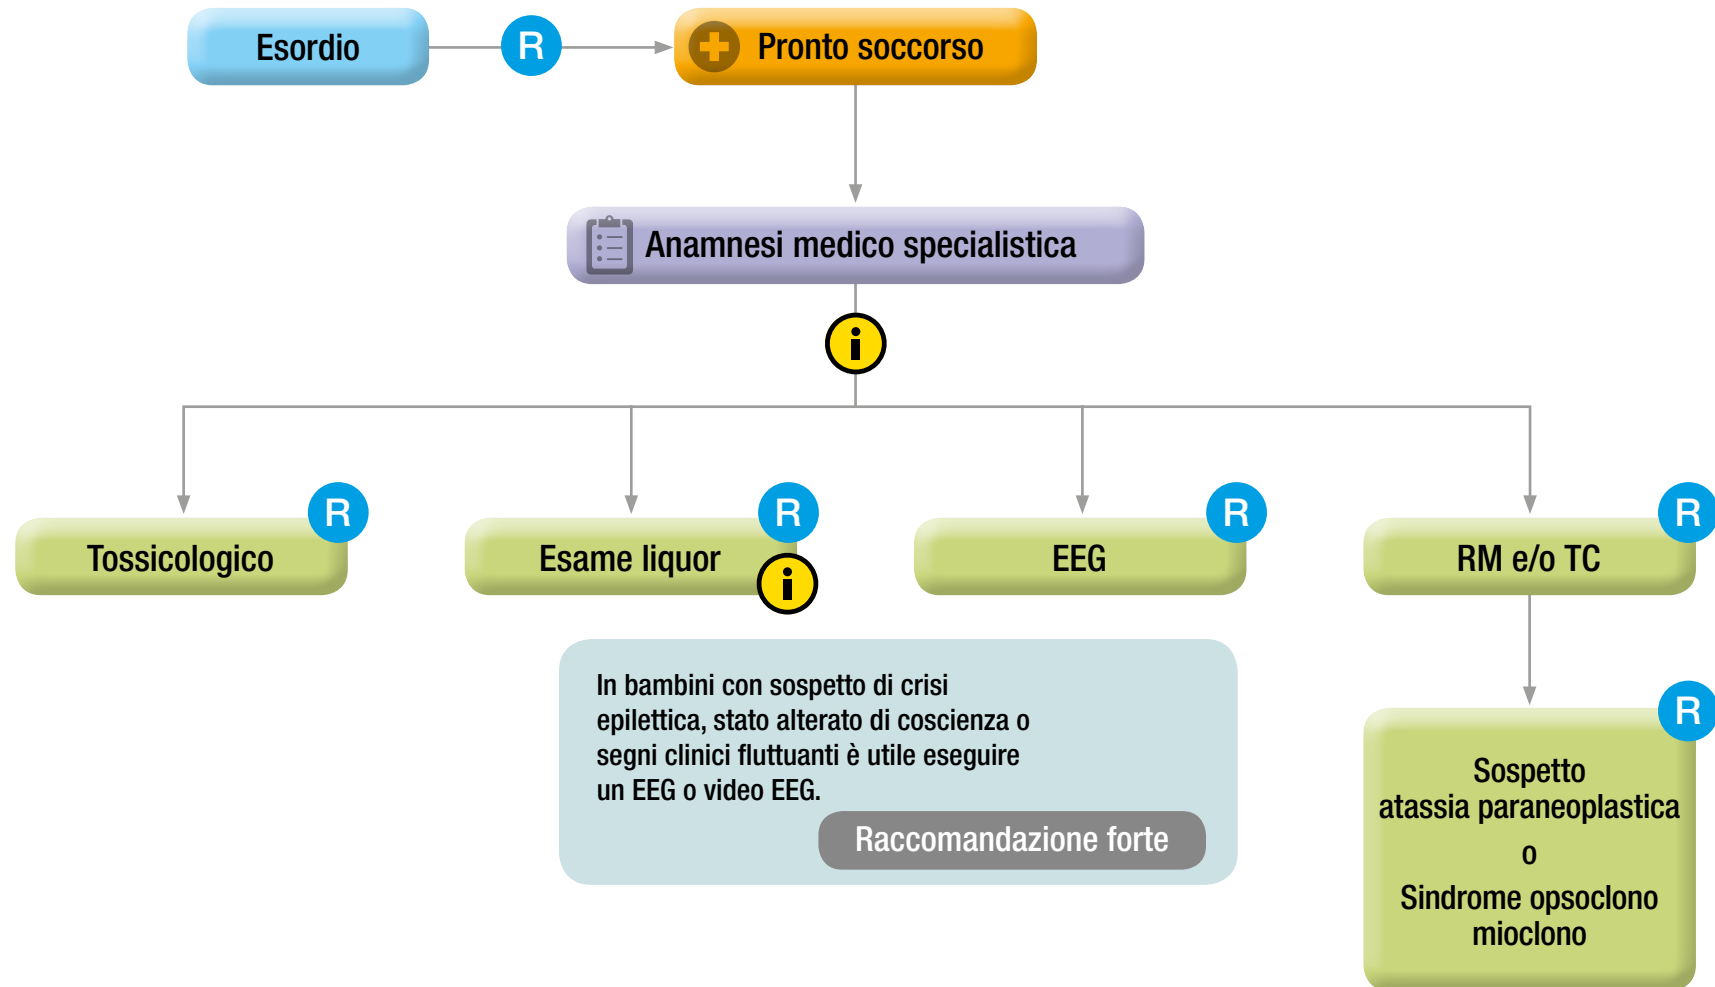 Esordio
R
Pronto soccorso
Anamnesi medico specialistica
i
R
R
R
R
Tossicologico
Esame liquor
EEG
RM e/o TC
i
In bambini con sospetto di crisi
epilettica, stato alterato di coscienza o
segni clinici fluttuanti è utile eseguire
un EEG o video EEG.
Raccomandazione forte
R
Sospetto
atassia paraneoplastica
o
Sindrome opsoclono
mioclono